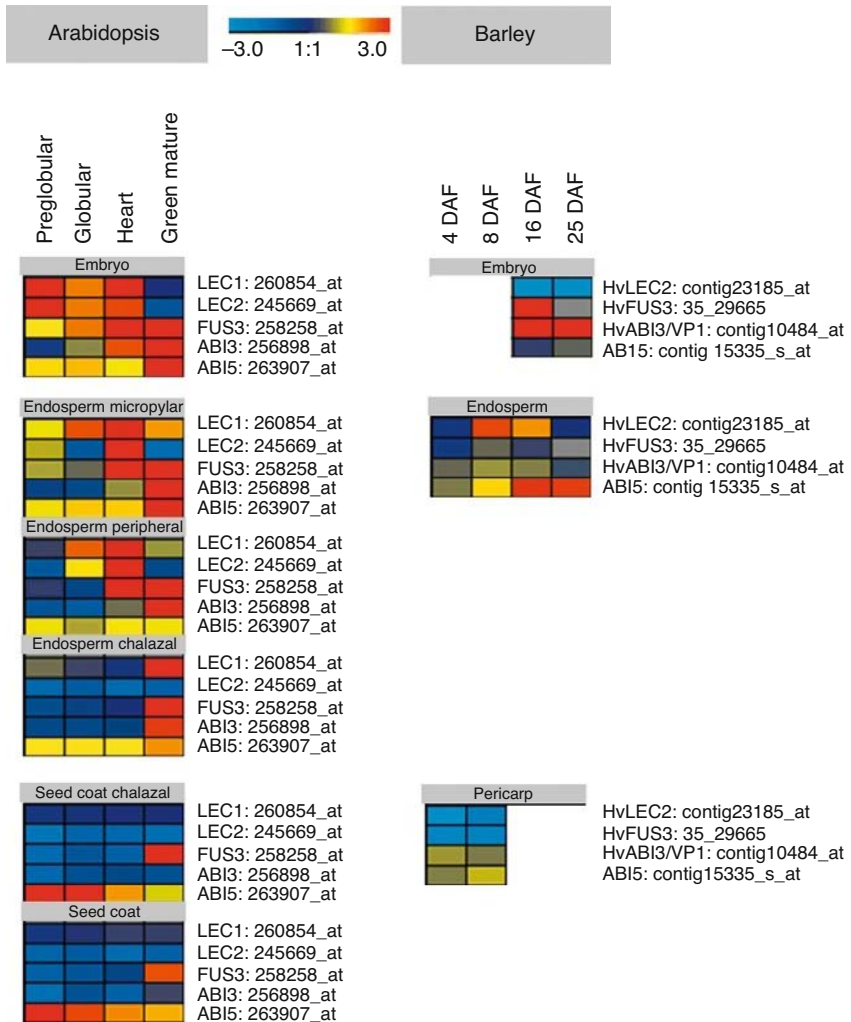 Arabidopsis
–3.0 1:1 3.0
Barley
Preglobular
Globular
Heart
Green mature
4 DAF
8 DAF
16 DAF
25 DAF
Embryo
LEC1: 260854_at
LEC2: 245669_at
FUS3: 258258_at
ABI3: 256898_at
ABI5: 263907_at
Embryo
HvLEC2: contig23185_at
HvFUS3: 35_29665
HvABI3/VP1: contig10484_at
AB15: contig 15335_s_at
Endosperm micropylar
LEC1: 260854_at
LEC2: 245669_at
FUS3: 258258_at
ABI3: 256898_at
ABI5: 263907_at
Endosperm
HvLEC2: contig23185_at
HvFUS3: 35_29665
HvABI3/VP1: contig10484_at
ABI5: contig 15335_s_at
Endosperm peripheral
LEC1: 260854_at
LEC2: 245669_at
FUS3: 258258_at
ABI3: 256898_at
ABI5: 263907_at
Endosperm chalazal
LEC1: 260854_at
LEC2: 245669_at
FUS3: 258258_at
ABI3: 256898_at
ABI5: 263907_at
Seed coat chalazal
LEC1: 260854_at
LEC2: 245669_at
FUS3: 258258_at
ABI3: 256898_at
ABI5: 263907_at
Pericarp
HvLEC2: contig23185_at
HvFUS3: 35_29665
HvABI3/VP1: contig10484_at
ABI5: contig15335_s_at
Seed coat
LEC1: 260854_at
LEC2: 245669_at
FUS3: 258258_at
ABI3: 256898_at
ABI5: 263907_at